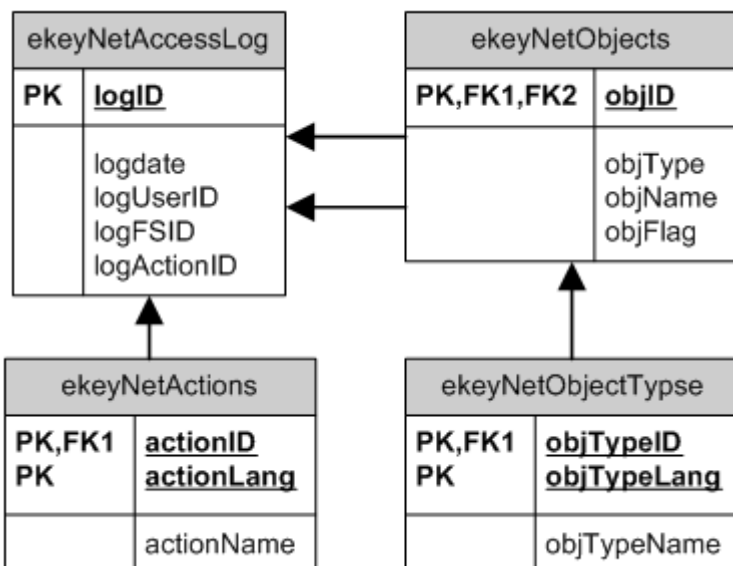 ekeyNetAccessLog
PK logID
logdate
logUserID
logFSID
logActionID
ekeyNetObjects
PK,FK1,FK2 objID
objType
objName
objFlag
ekeyNetActions
PK,FK1 actionID
PK actionLang
actionName
ekeyNetObjectTypse
PK,FK1 objTypeID
PK objTypeLang
objTypeName